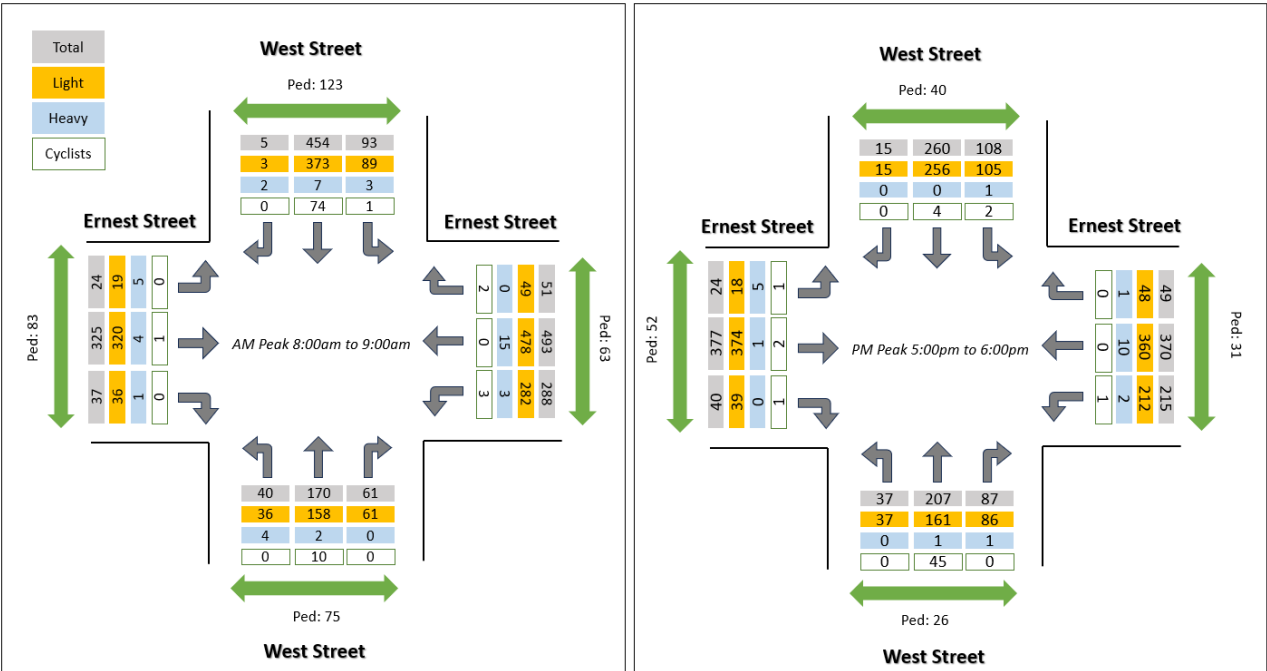 West Street
Total
Light
Heavy
Cyclists
Ped: 123
5 454 93
3 373 89
2 7 3
0 74 1
Ernest Street
Ernest Street
24 19 5 0
325 320 4 1
37 36 1 0
Ped: 83
AM Peak 8:00am to 9:00am
2 0 49 51
0 15 478 493
3 3 282 288
Ped: 63
40 170 61
36 158 61
4 2 0
0 10 0
Ped: 75
West Street
West Street
Ped: 40
15 260 108
15 256 105
0 0 1
0 4 2
Ernest Street
Ernest Street
24 18 5 1
377 374 1 2
40 39 0 1
Ped: 52
PM Peak 5:00pm to 6:00pm
0 1 48 49
0 10 360 370
1 2 212 215
Ped: 31
37 207 87
37 161 86
0 1 1
0 45 0
Ped: 26
West Street